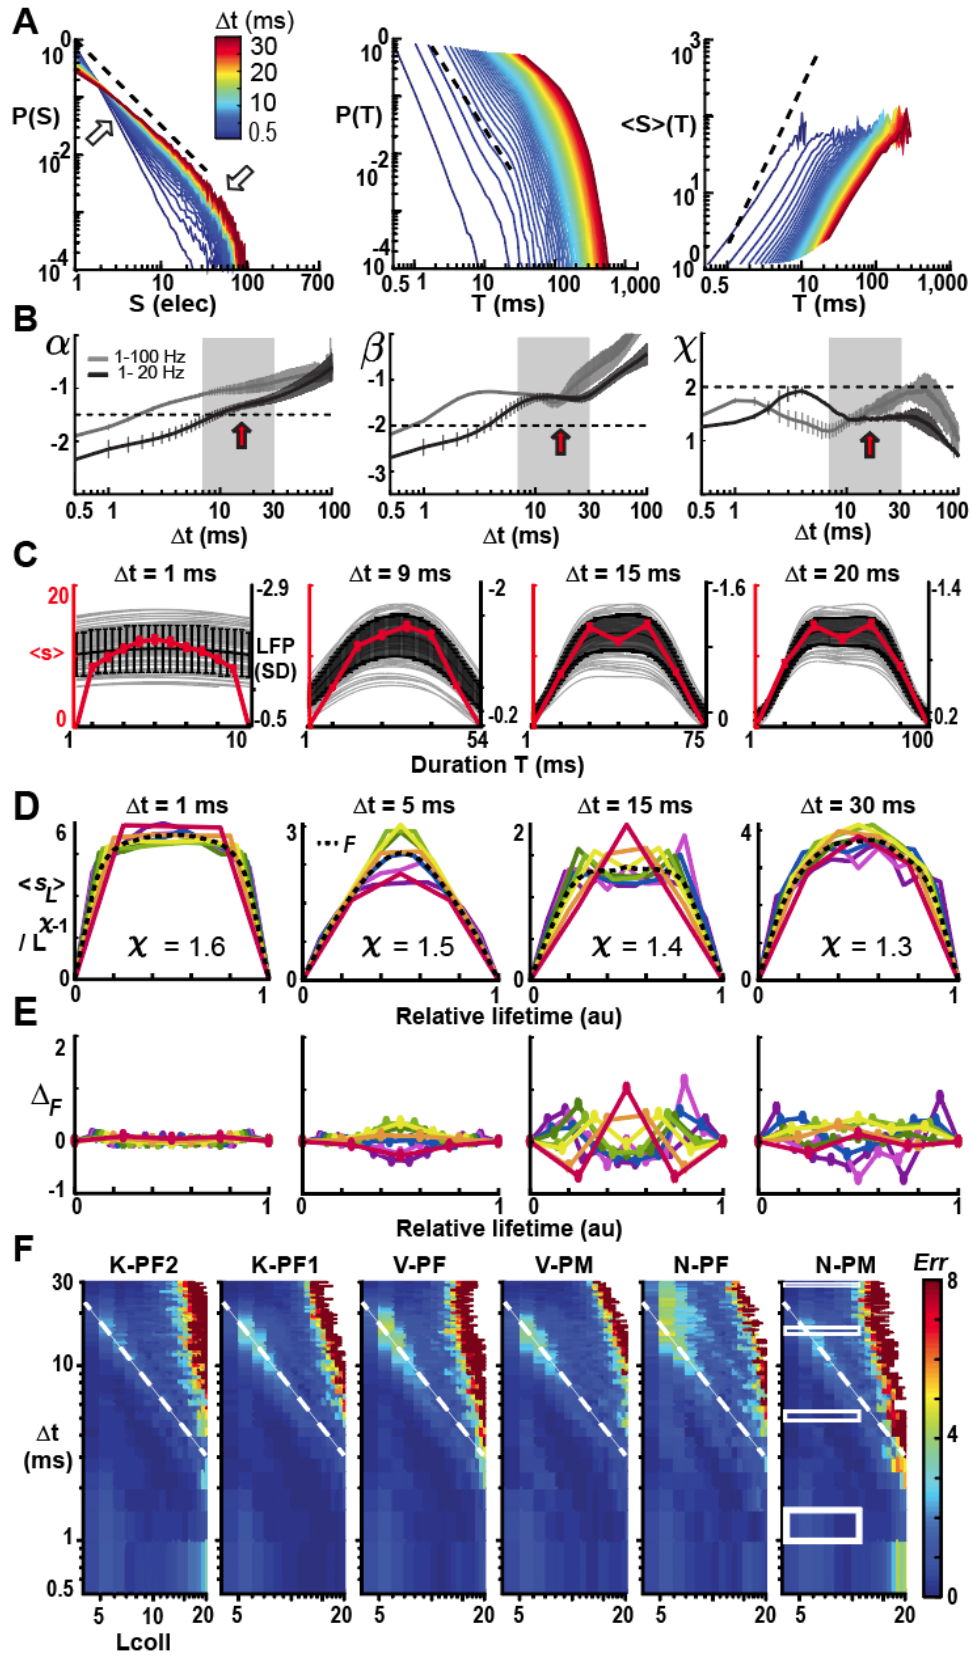 A
Δt (ms)
30
20
10
0.5
10^0
P(S)
10^-2
10^-4
1 10 100 700
S (elec)
10^0
P(T)
10^-2
10^-4
0.5 1 10 100 1,000
T (ms)
10^3
<S>(T)
10^1
10^0
0.5 10 100 1,000
T (ms)
B
α
1-100 Hz
1- 20 Hz
-1
-2
0.5 1 10 30 100
Δt (ms)
β
-1
-2
-3
0.5 1 10 30 100
Δt (ms)
χ
2
1
0.5 1 10 30 100
Δt (ms)
C
Δt = 1 ms
Δt = 9 ms
Δt = 15 ms
Δt = 20 ms
20
<s>
0
1 10
-2.9
LFP
(SD)
-0.5
-2
-0.2
1 54
-1.6
0
1 75
-1.4
0.2
1 100
Duration T (ms)
D
Δt = 1 ms
Δt = 5 ms
Δt = 15 ms
Δt = 30 ms
<s_L>
/ L^χ-1
6
0
χ = 1.6
0 1
3
F
0
χ = 1.5
0 1
2
0
χ = 1.4
0 1
4
0
χ = 1.3
0 1
Relative lifetime (au)
E
Δ_F
2
0
-1
0 1
0 1
0 1
0 1
Relative lifetime (au)
F
K-PF2
K-PF1
V-PF
V-PM
N-PF
N-PM
Err
30
10
Δt
(ms)
1
0.5
5 10 20
Lcoll
5 20
5 20
5 20
5 20
5 20
8
4
0